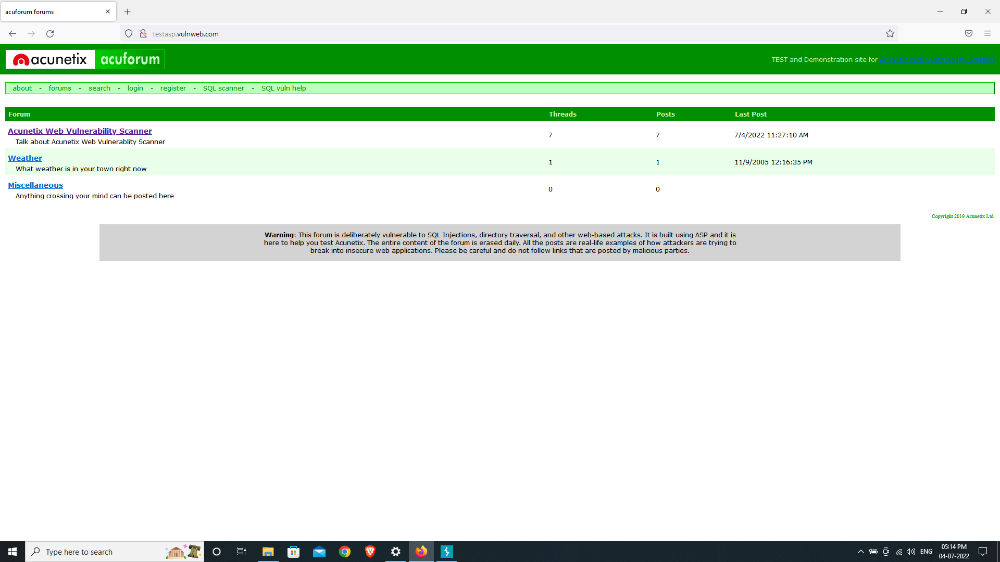 acuforum forums
testasp.vulnweb.com
acunetix acuforum
TEST and Demonstration site for Acunetix Web Vulnerability Scanner
about - forums - search - login - register - SQL scanner - SQL vuln help
Forum Threads Posts Last Post
Acunetix Web Vulnerability Scanner
Talk about Acunetix Web Vulnerablity Scanner
7 7 7/4/2022 11:27:10 AM
Weather
What weather is in your town right now
1 1 11/9/2005 12:16:35 PM
Miscellaneous
Anything crossing your mind can be posted here
0 0
Copyright 2019 Acunetix Ltd.
Warning: This forum is deliberately vulnerable to SQL Injections, directory traversal, and other web-based attacks. It is built using ASP and it is
here to help you test Acunetix. The entire content of the forum is erased daily. All the posts are real-life examples of how attackers are trying to
break into insecure web applications. Please be careful and do not follow links that are posted by malicious parties.
Type here to search
ENG
05:14 PM
04-07-2022